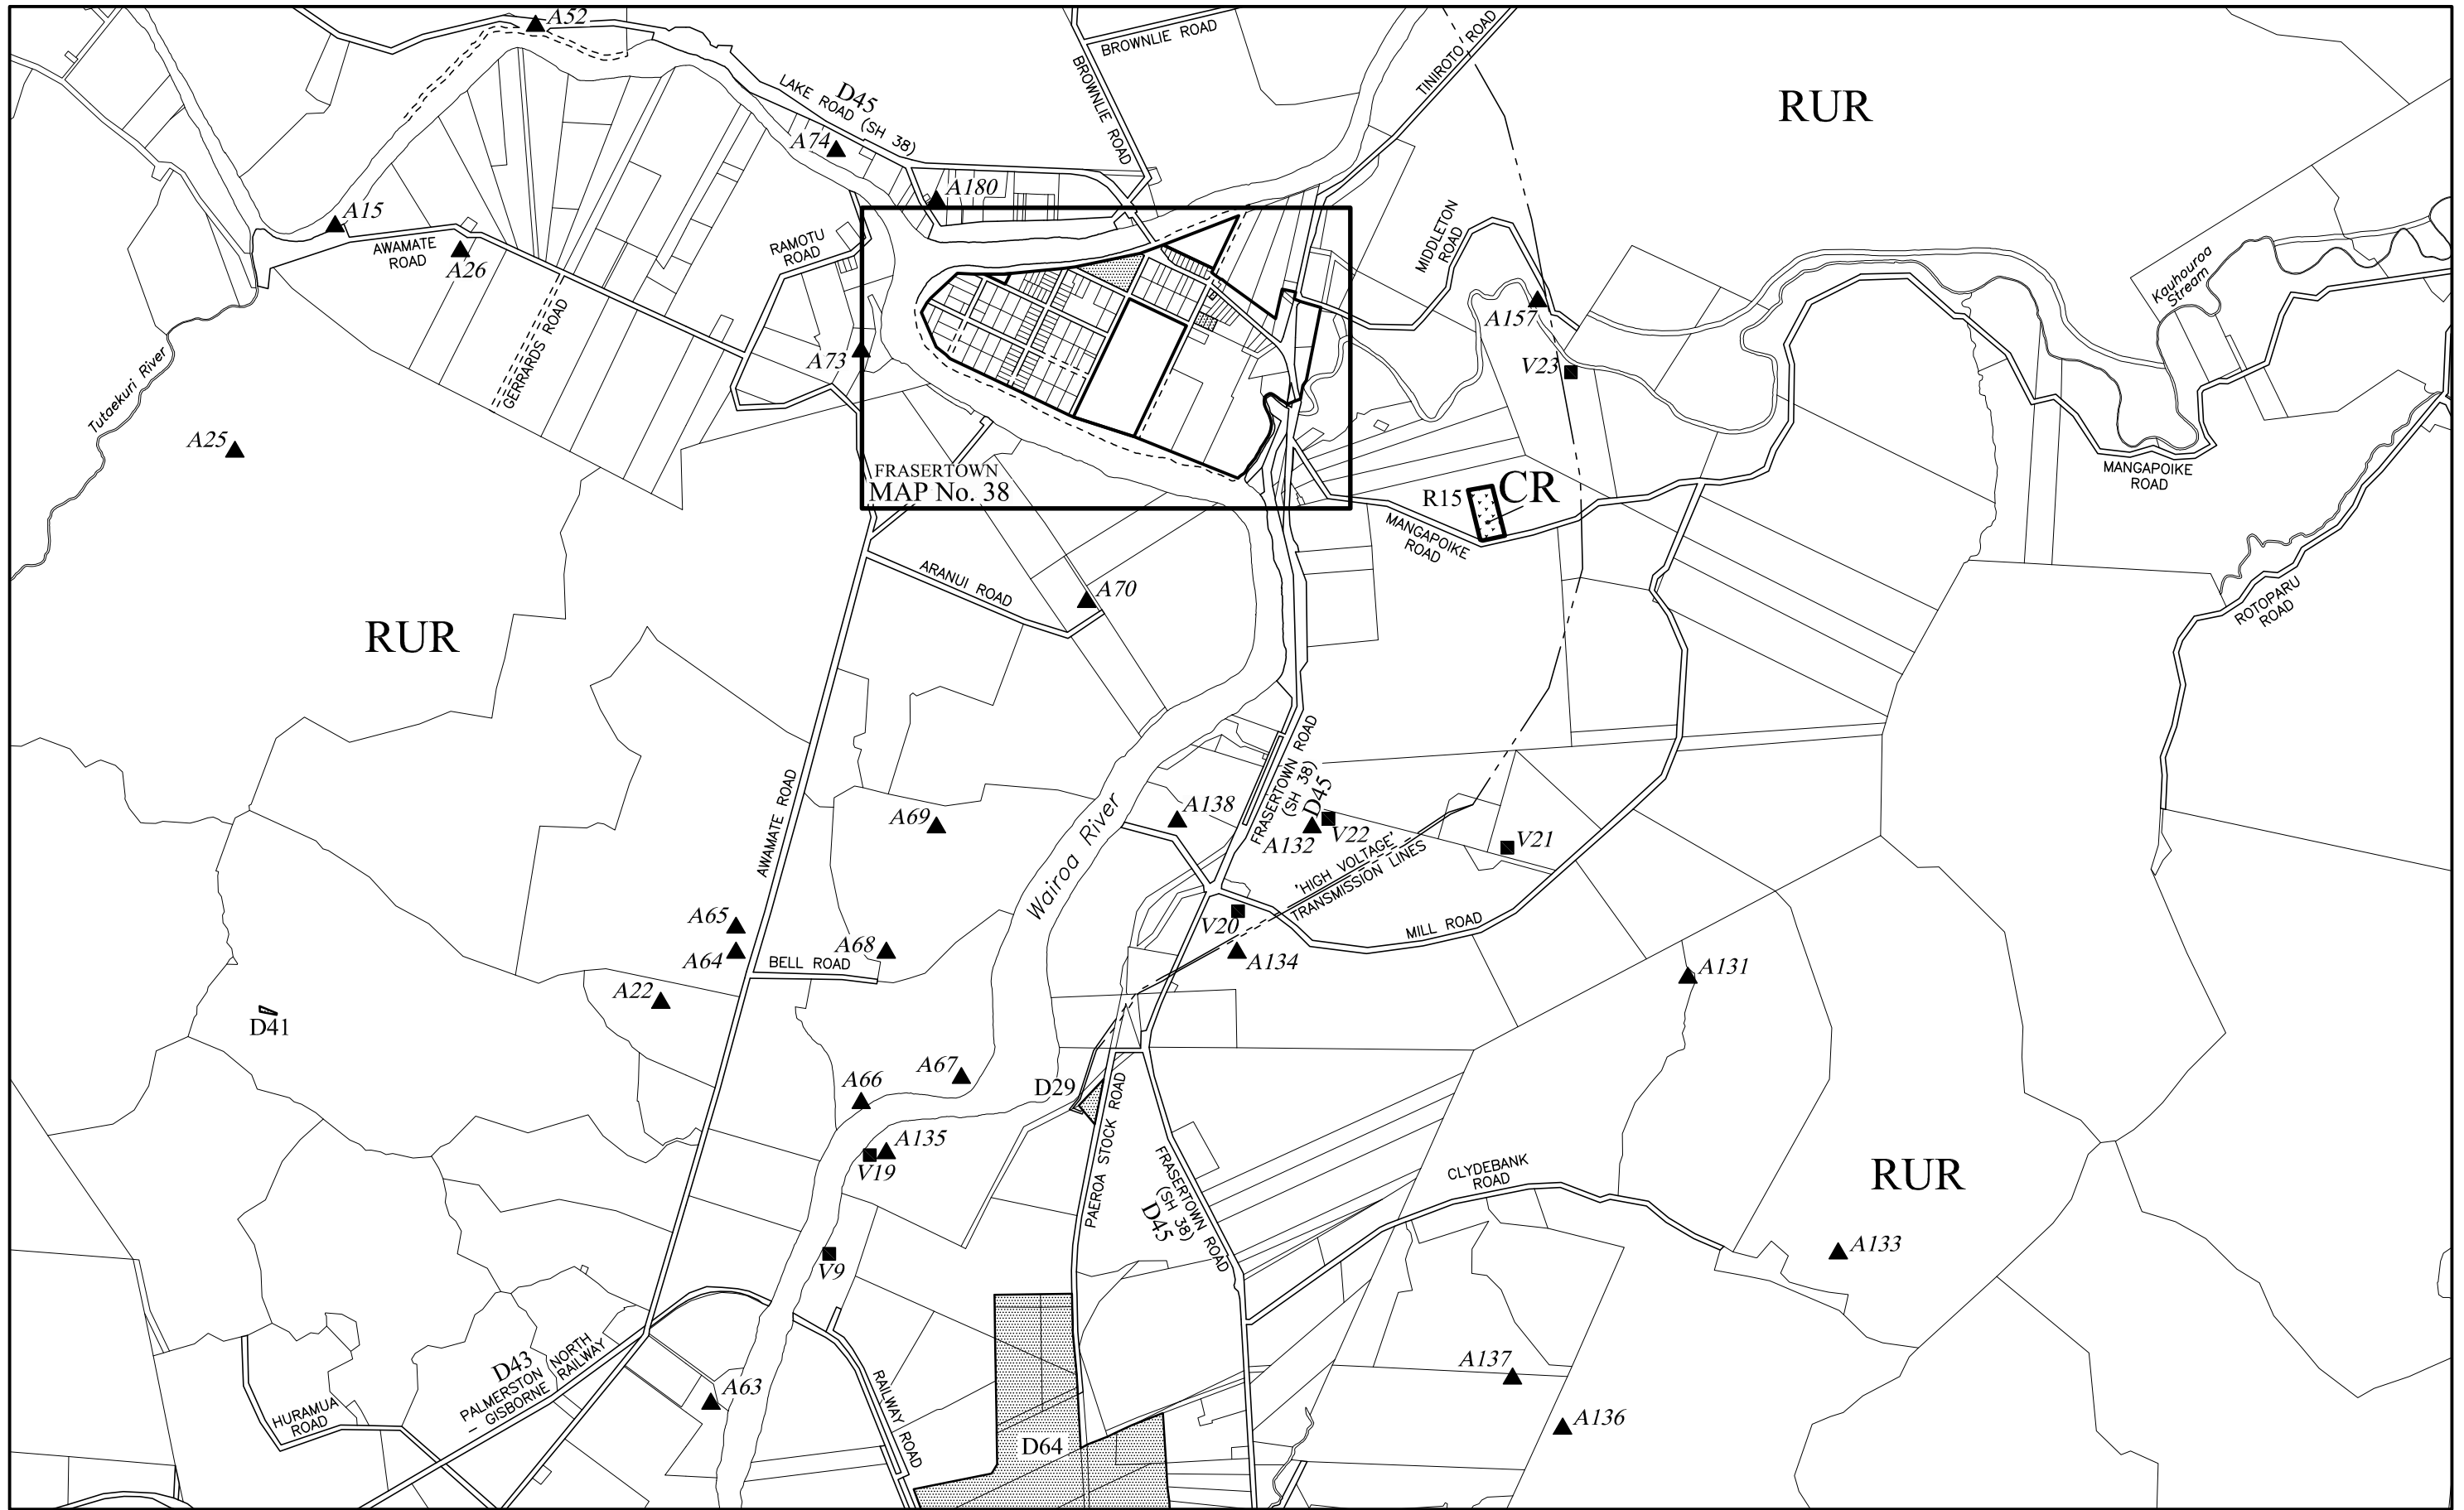 A52
BROWNLIE ROAD
TINIROTO ROAD
BROWNLIE ROAD
RUR
LAKE ROAD (SH 38)
D45
A74
A180
A15
AWAMATE
ROAD
A26
RAMOTU
ROAD
MIDDLETON
ROAD
Kauhouroa
Stream
A157
GERRARDS ROAD
A73
V23
Tutaekuri River
A25
FRASERTOWN
MAP No. 38
R15
CR
MANGAPOIKE
ROAD
MANGAPOIKE
ROAD
ARANUI ROAD
A70
ROTOPARU
ROAD
RUR
AWAMATE ROAD
A69
Wairoa River
A138
FRASERTOWN ROAD
(SH 38)
D45
A132
V22
V21
'HIGH VOLTAGE'
TRANSMISSION LINES
A65
A64
A68
BELL ROAD
V20
A134
MILL ROAD
A131
A22
D41
A67
A66
D29
PAEROA STOCK ROAD
A135
V19
FRASERTOWN ROAD
(SH 38)
D45
CLYDEBANK
ROAD
RUR
A133
V9
D43
PALMERSTON NORTH
- GISBORNE RAILWAY
HURAMUA
ROAD
A63
RAILWAY ROAD
D64
A137
A136